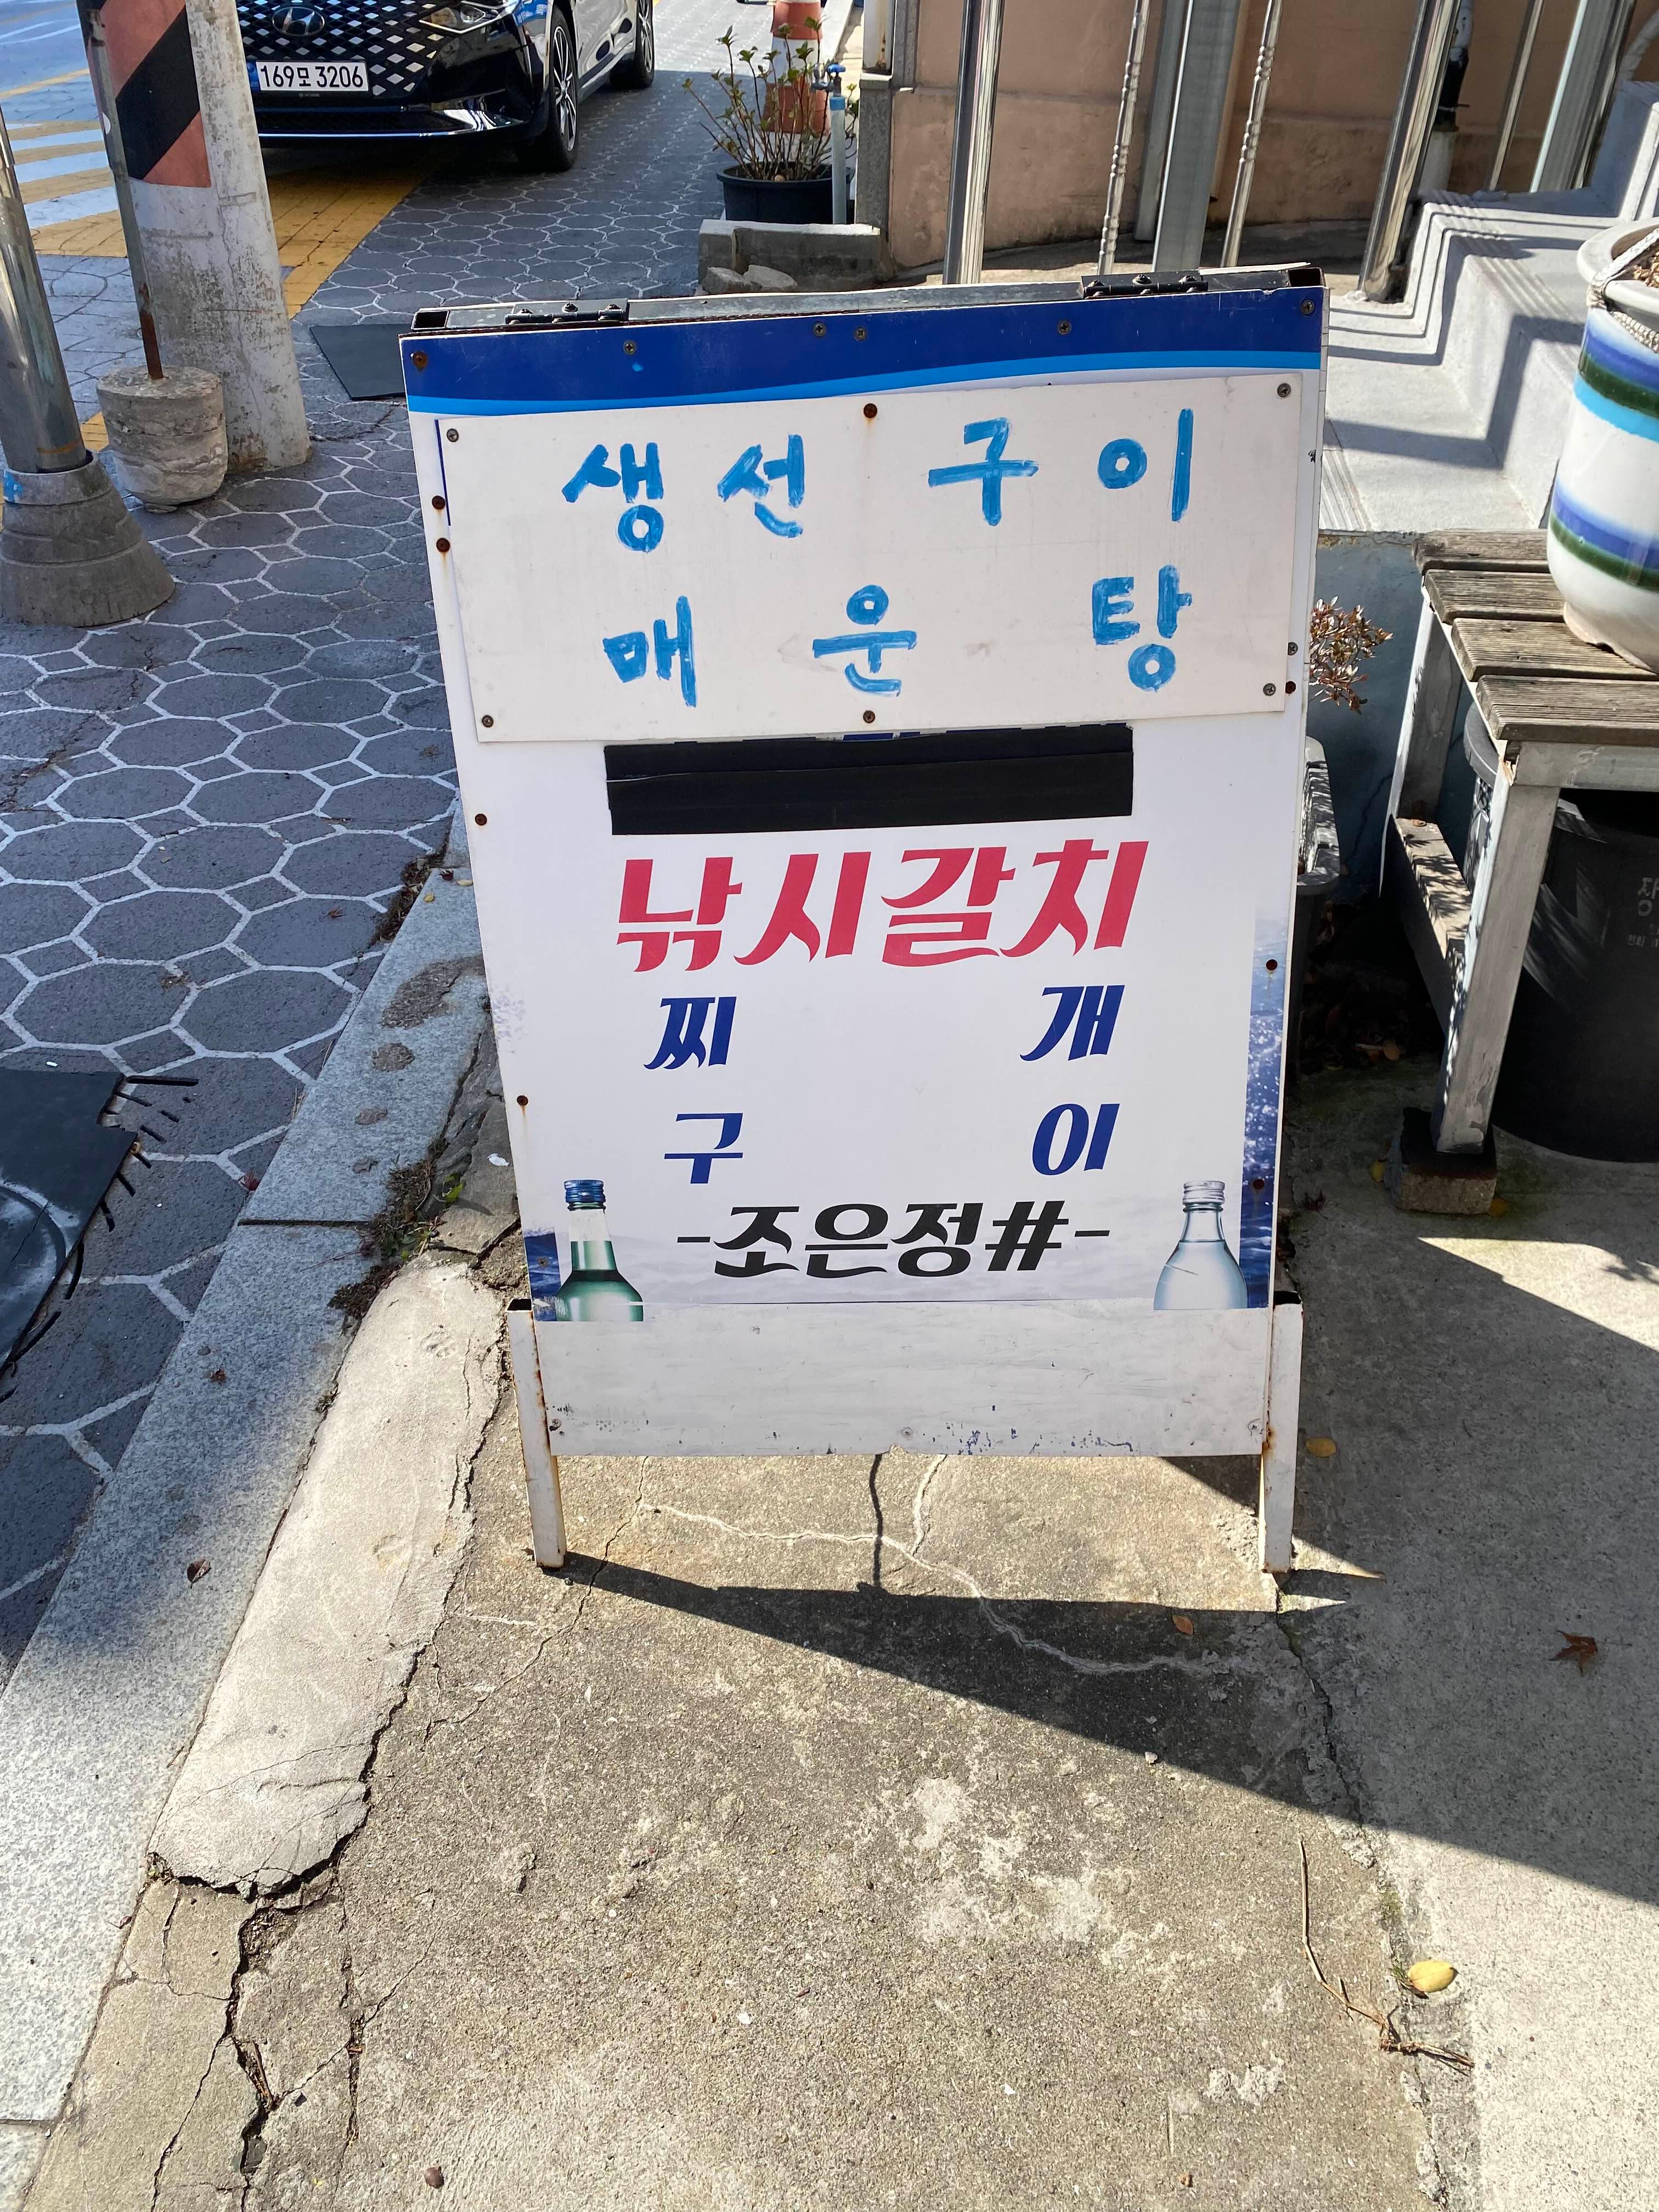 169모 3206
생선 구이
매 운 탕
낚시갈치
찌 개
구 이
-조은정#-